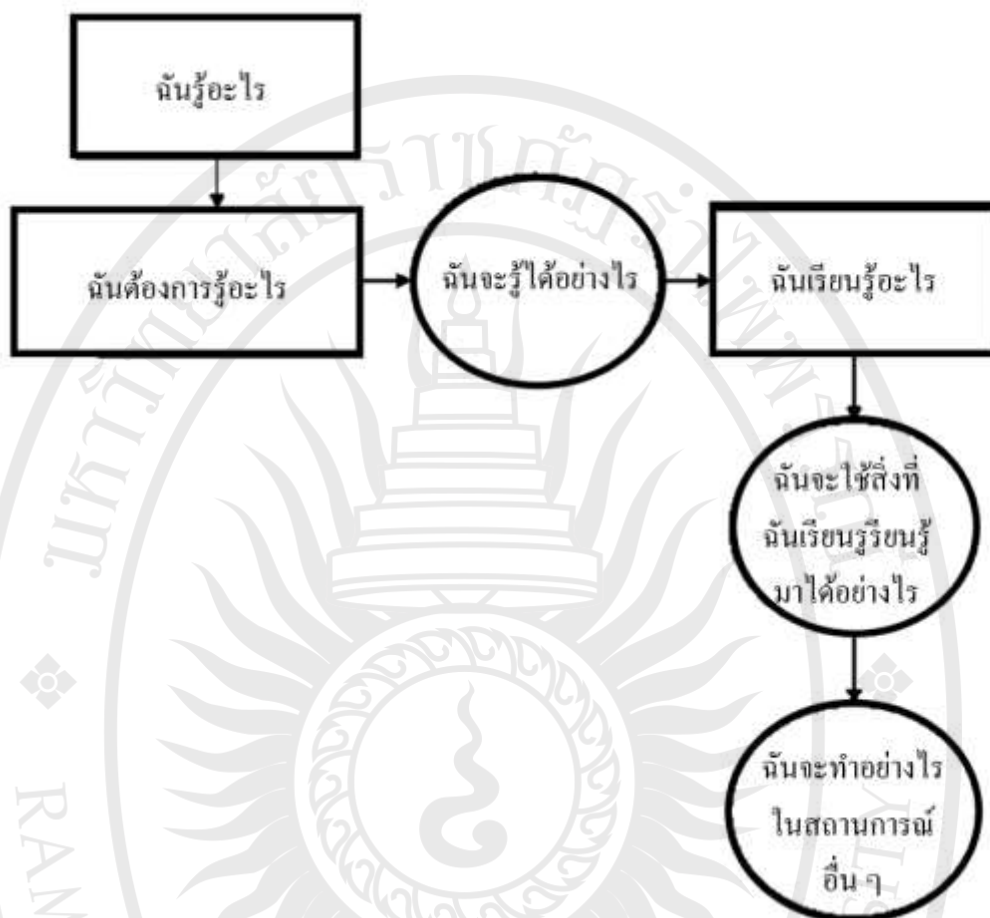 ฉันรู้อะไร
ฉันต้องการรู้อะไร
ฉันจะรู้ได้อย่างไร
ฉันเรียนรู้อะไร
ฉันจะใช้สิ่งที่
ฉันเรียนรูรียนรู้
มาได้อย่างไร
ฉันจะทำอย่างไร
ในสถานการณ์
อื่น ๆ